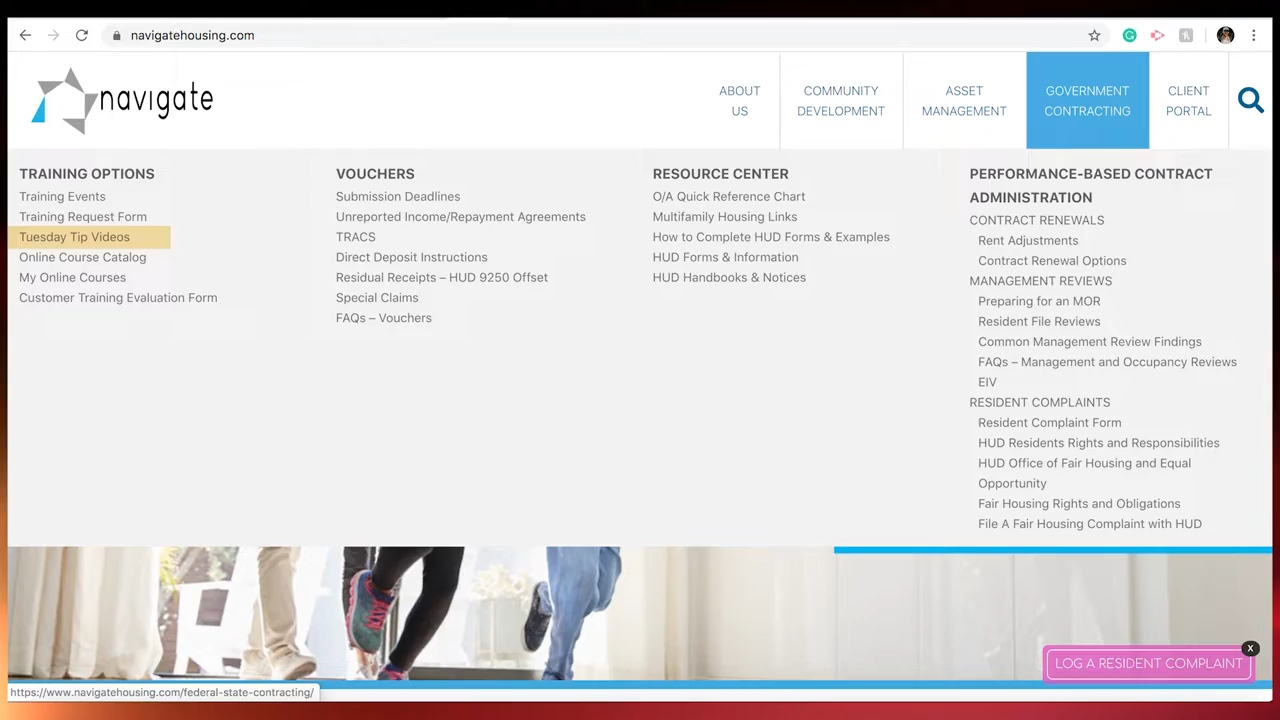 navigatehousing.com
navigate
ABOUT
US
COMMUNITY
DEVELOPMENT
ASSET
MANAGEMENT
GOVERNMENT
CONTRACTING
CLIENT
PORTAL
TRAINING OPTIONS
Training Events
Training Request Form
Tuesday Tip Videos
Online Course Catalog
My Online Courses
Customer Training Evaluation Form
VOUCHERS
Submission Deadlines
Unreported Income/Repayment Agreements
TRACS
Direct Deposit Instructions
Residual Receipts – HUD 9250 Offset
Special Claims
FAQs – Vouchers
RESOURCE CENTER
O/A Quick Reference Chart
Multifamily Housing Links
How to Complete HUD Forms & Examples
HUD Forms & Information
HUD Handbooks & Notices
PERFORMANCE-BASED CONTRACT
ADMINISTRATION
CONTRACT RENEWALS
Rent Adjustments
Contract Renewal Options
MANAGEMENT REVIEWS
Preparing for an MOR
Resident File Reviews
Common Management Review Findings
FAQs – Management and Occupancy Reviews
EIV
RESIDENT COMPLAINTS
Resident Complaint Form
HUD Residents Rights and Responsibilities
HUD Office of Fair Housing and Equal
Opportunity
Fair Housing Rights and Obligations
File A Fair Housing Complaint with HUD
X
LOG A RESIDENT COMPLAINT
https://www.navigatehousing.com/federal-state-contracting/